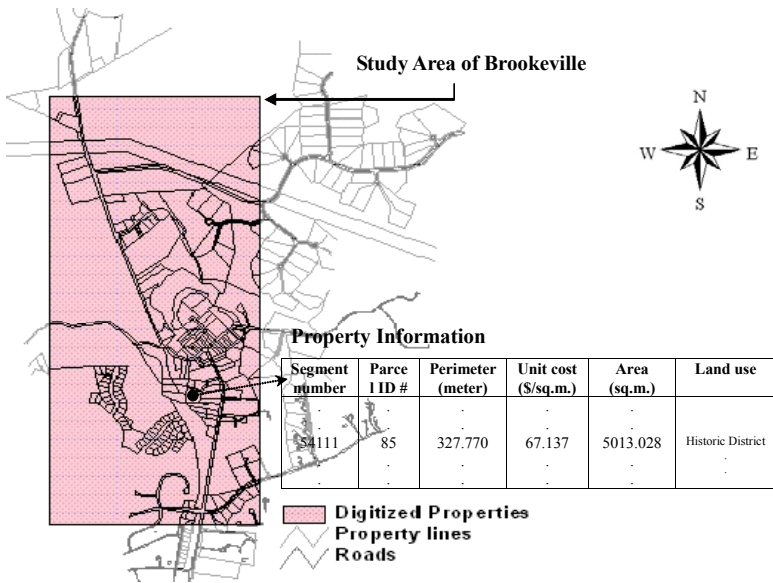 Study Area of Brookeville
N
W E
S
Property Information
Segment number Parce l ID # Perimeter (meter) Unit cost ($/sq.m.) Area (sq.m.) Land use
54111 85 327.770 67.137 5013.028 Historic District
Digitized Properties
Property lines
Roads